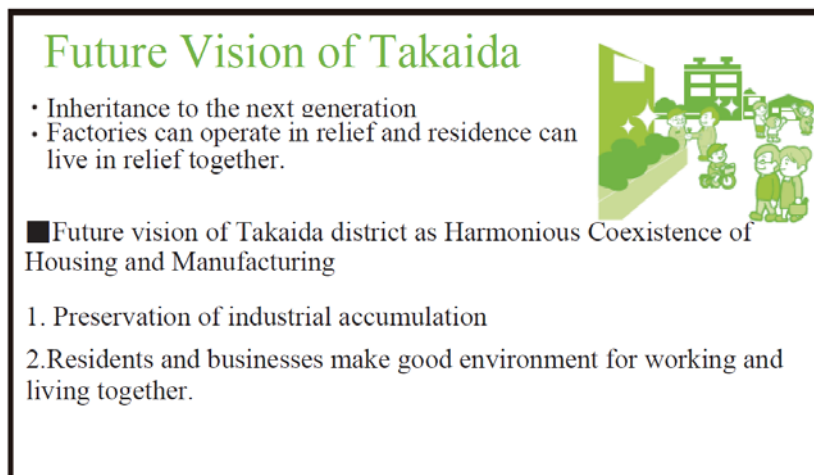 Future Vision of Takaida
・Inheritance to the next generation
・Factories can operate in relief and residence can
live in relief together.
■Future vision of Takaida district as Harmonious Coexistence of
Housing and Manufacturing
1. Preservation of industrial accumulation
2.Residents and businesses make good environment for working and
living together.